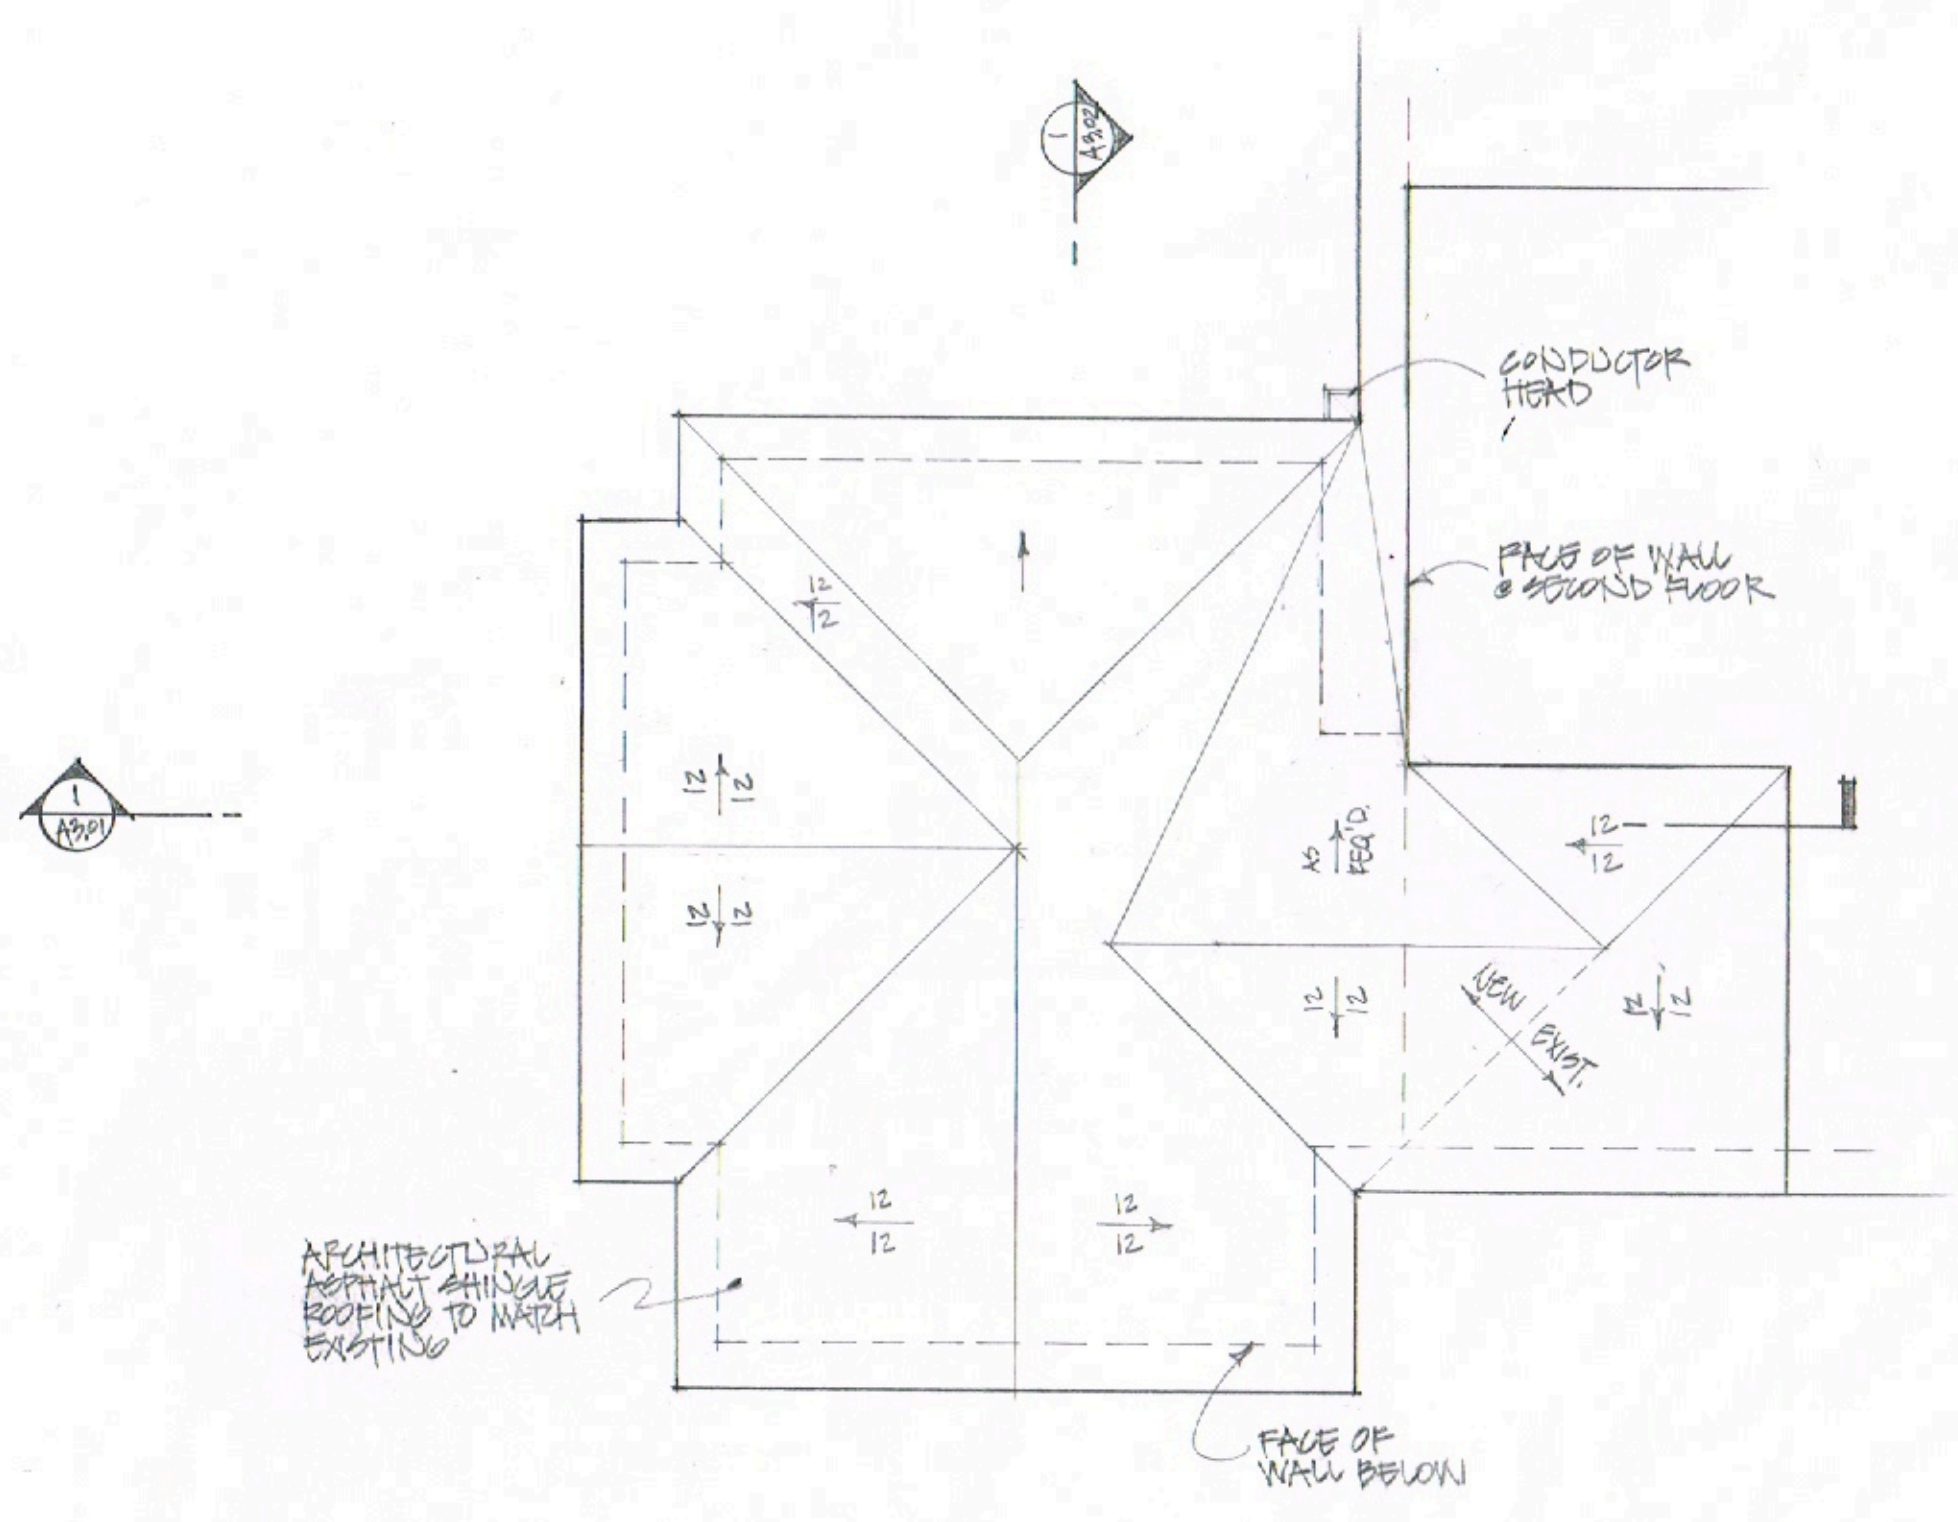 1
A3.02
CONDUCTOR
HEAD
FACE OF WALL
@ SECOND FLOOR
12
2
12
12
1
A3.01
AS
REQ'D.
12
12
12
12
12
12
NEW
EXIST.
12
12
12
12
12
12
ARCHITECTURAL
ASPHALT SHINGLE
ROOFING TO MATCH
EXISTING
FACE OF
WALL BELOW